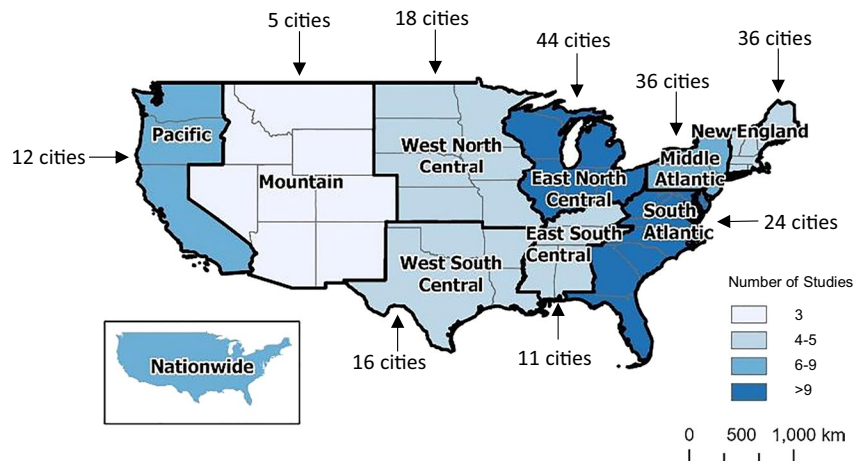 5 cities
18 cities
44 cities
36 cities
36 cities
12 cities
Pacific
Mountain
West North
Central
East North
Central
New England
Middle
Atlantic
South
Atlantic
24 cities
East South
Central
West South
Central
16 cities
11 cities
Nationwide
Number of Studies
3
4-5
6-9
>9
0 500 1,000 km